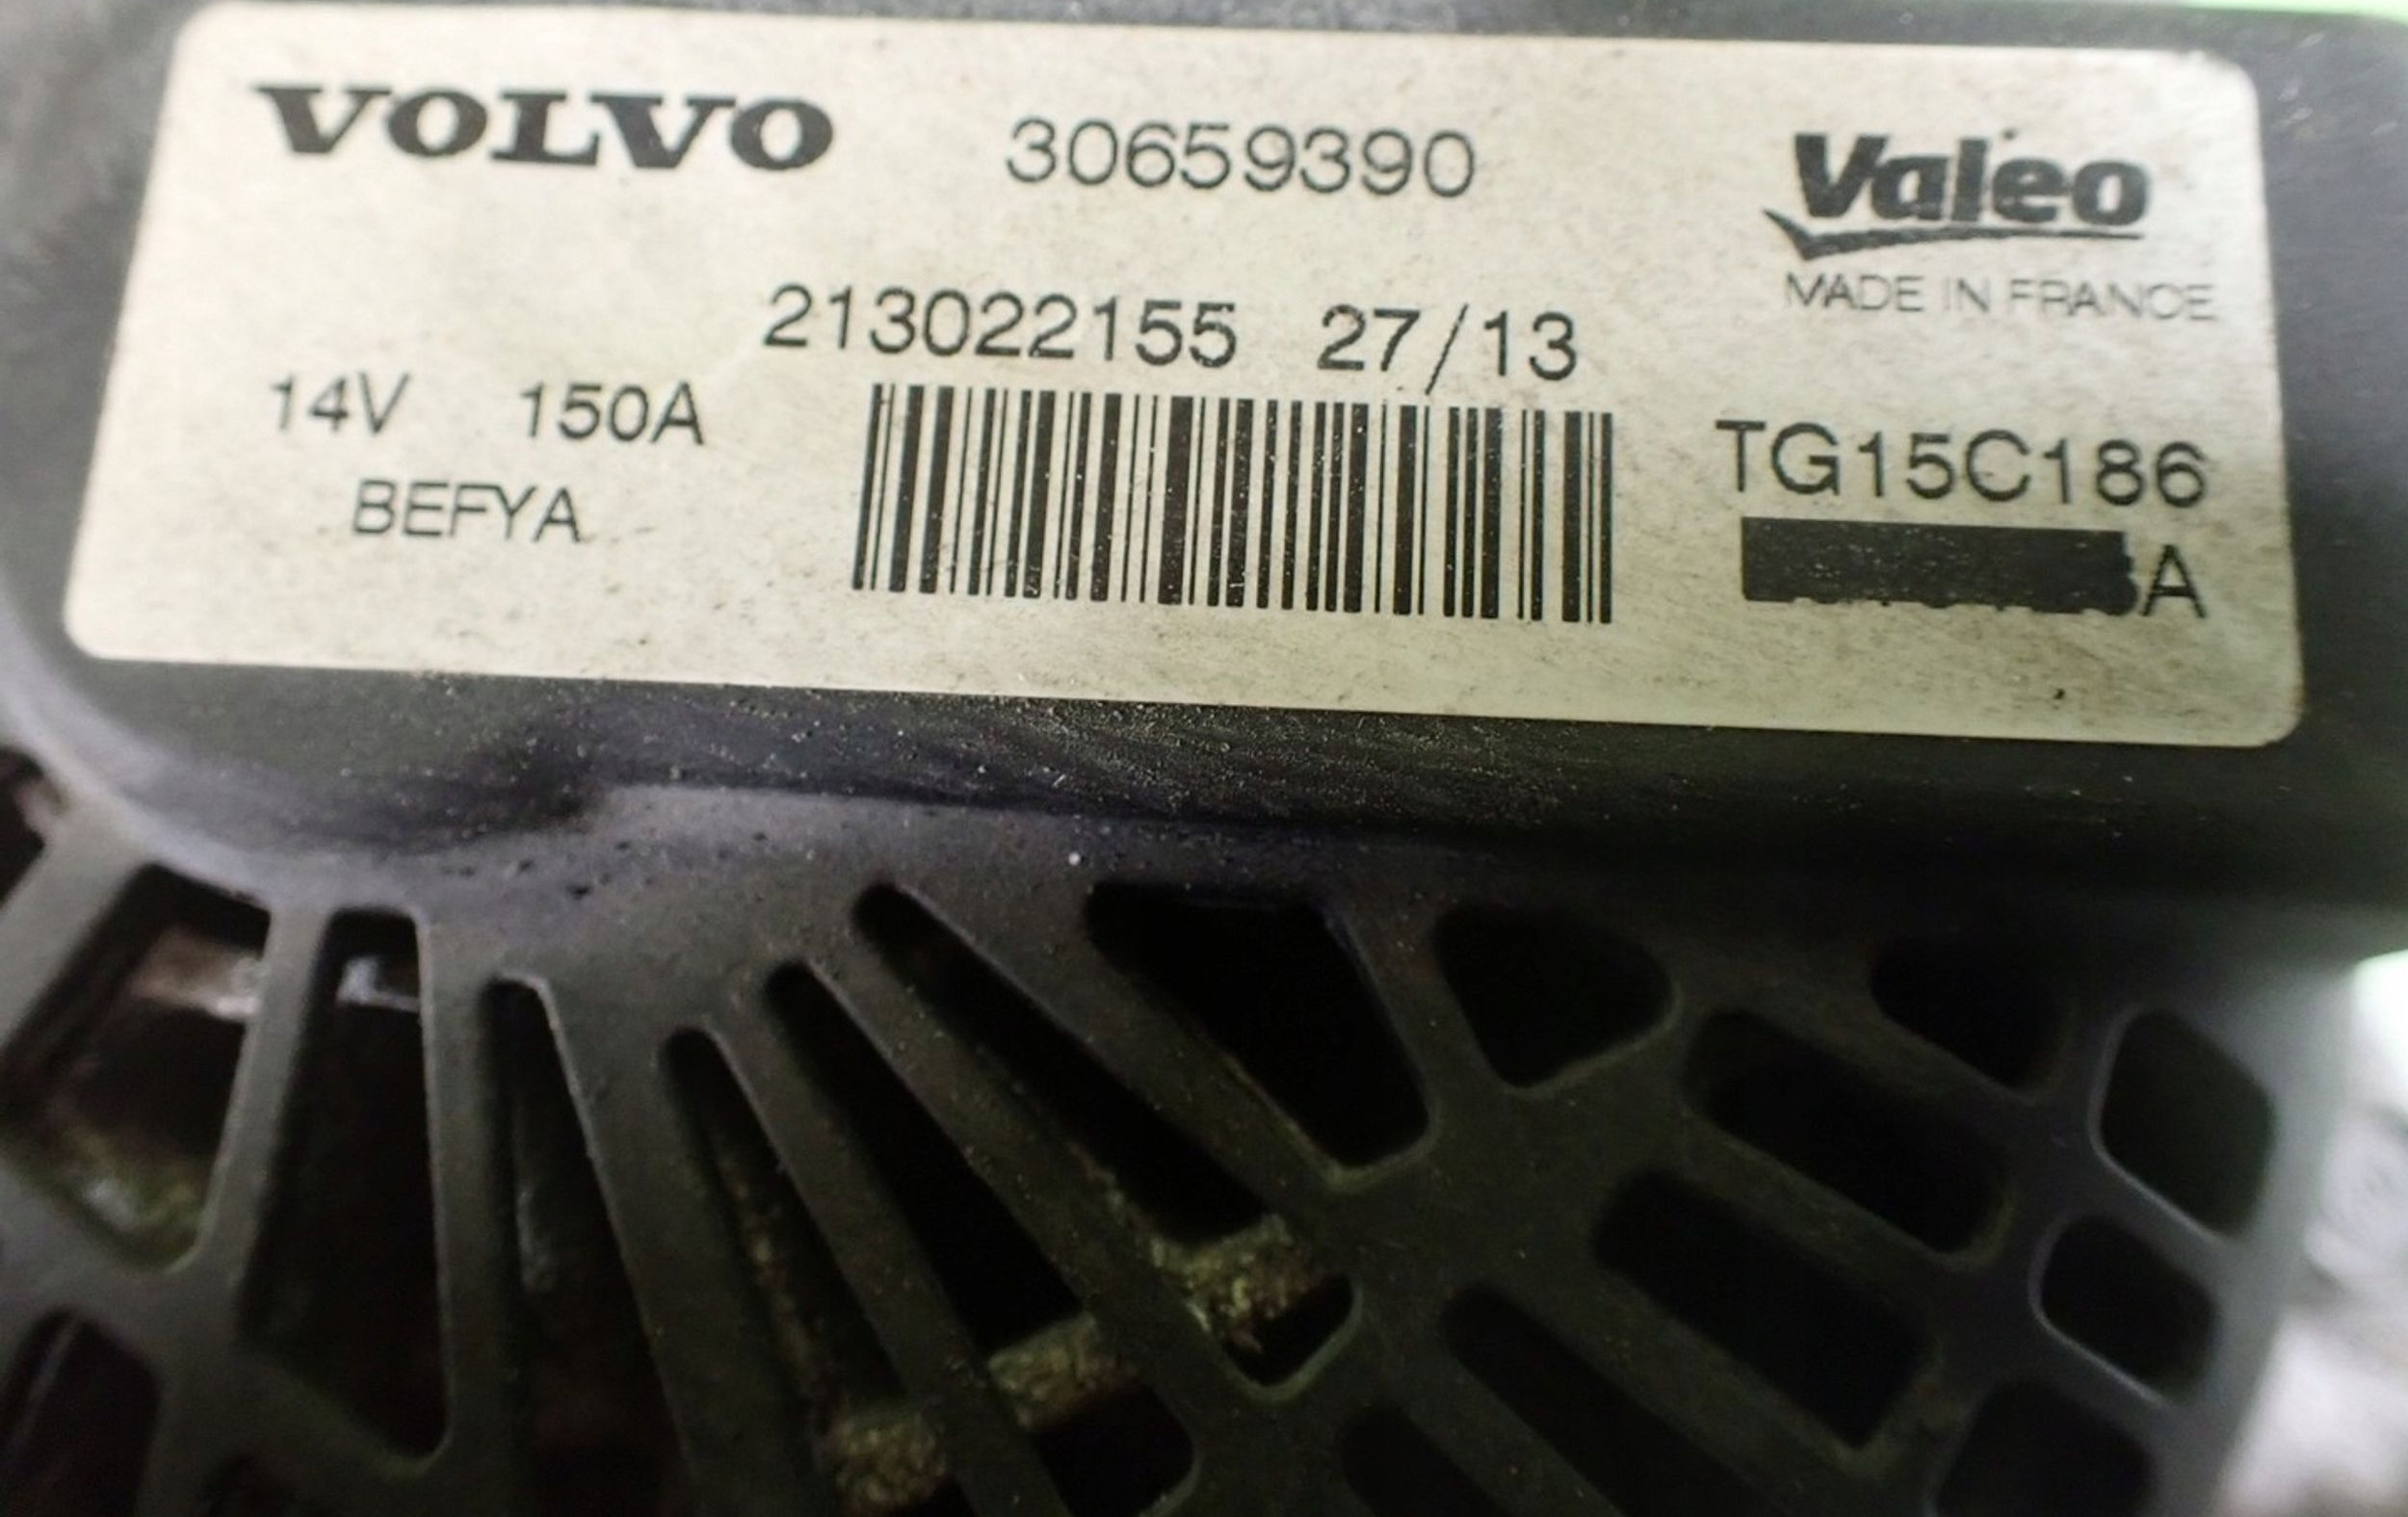 VOLVO 30659390 Valeo
MADE IN FRANCE
213022155 27/13
14V 150A
TG15C186
BEFYA
A